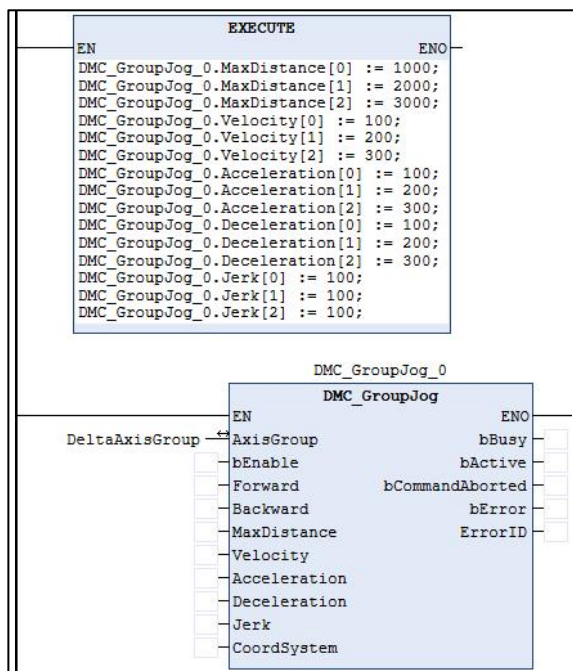 EXECUTE
EN ENO
DMC_GroupJog_0.MaxDistance[0] := 1000;
DMC_GroupJog_0.MaxDistance[1] := 2000;
DMC_GroupJog_0.MaxDistance[2] := 3000;
DMC_GroupJog_0.Velocity[0] := 100;
DMC_GroupJog_0.Velocity[1] := 200;
DMC_GroupJog_0.Velocity[2] := 300;
DMC_GroupJog_0.Acceleration[0] := 100;
DMC_GroupJog_0.Acceleration[1] := 200;
DMC_GroupJog_0.Acceleration[2] := 300;
DMC_GroupJog_0.Deceleration[0] := 100;
DMC_GroupJog_0.Deceleration[1] := 200;
DMC_GroupJog_0.Deceleration[2] := 300;
DMC_GroupJog_0.Jerk[0] := 100;
DMC_GroupJog_0.Jerk[1] := 100;
DMC_GroupJog_0.Jerk[2] := 100;
DMC_GroupJog_0
DMC_GroupJog
EN ENO
DeltaAxisGroup AxisGroup bBusy
bEnable bActive
Forward bCommandAborted
Backward bError
MaxDistance ErrorID
Velocity
Acceleration
Deceleration
Jerk
CoordSystem